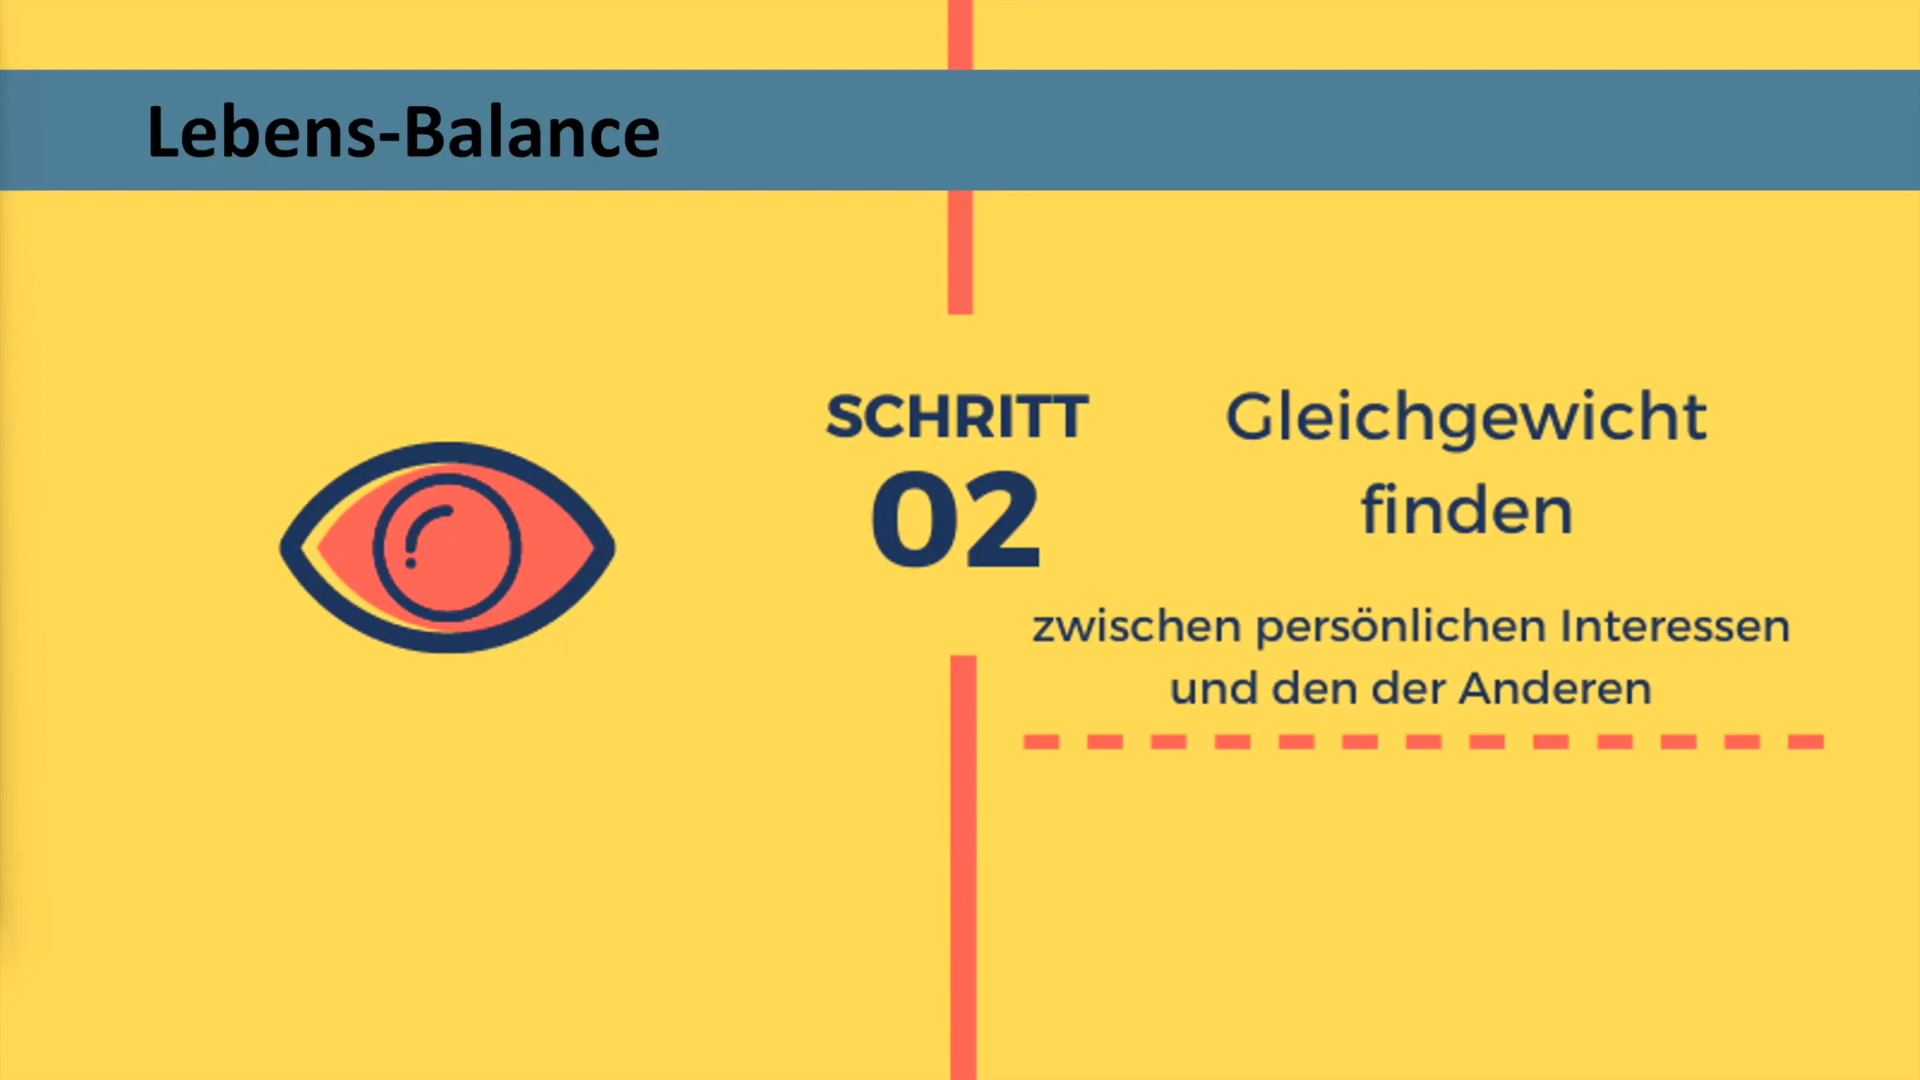 Lebens-Balance
SCHRITT
02
Gleichgewicht
finden
zwischen persönlichen Interessen
und den der Anderen